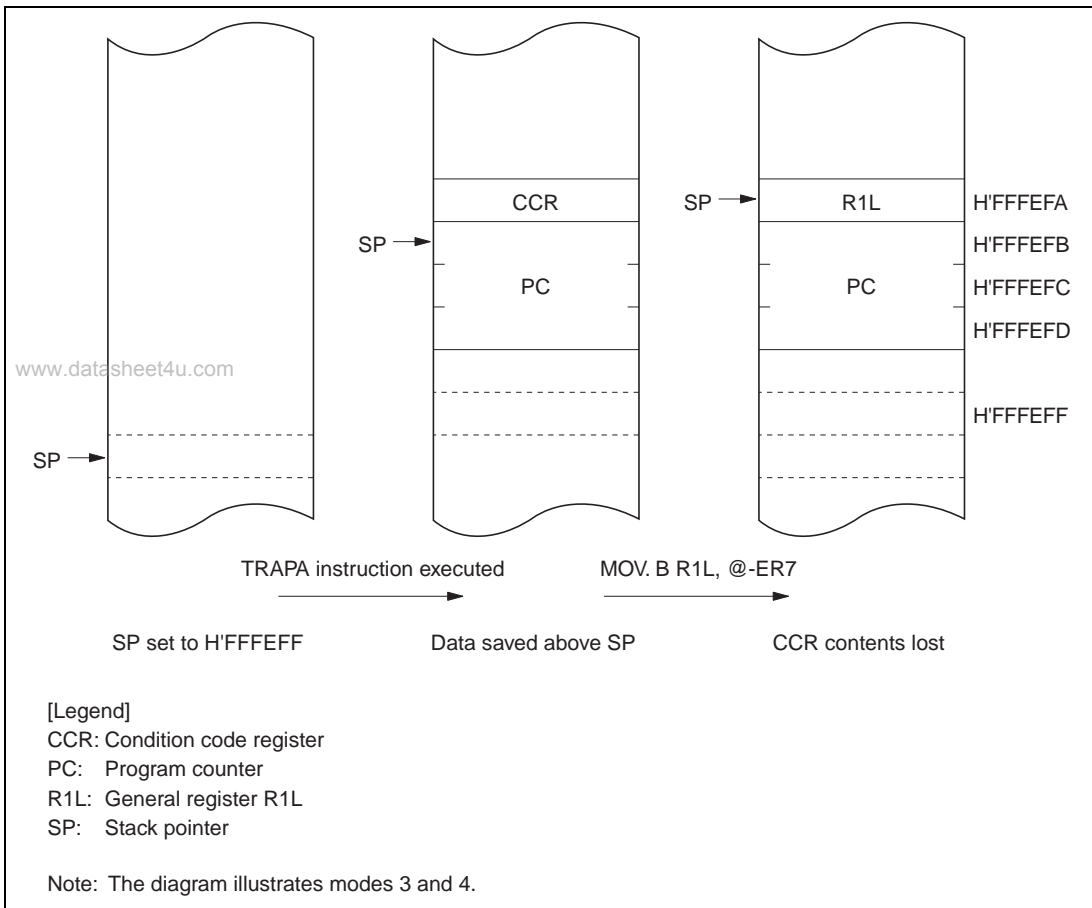 CCR
SP
R1L
H'FFFEFA
SP
H'FFFEFB
PC
PC
H'FFFEFC
H'FFFEFD
www.datasheet4u.com
H'FFFEFF
SP
TRAPA instruction executed
MOV. B R1L, @-ER7
SP set to H'FFFEFF
Data saved above SP
CCR contents lost
[Legend]
CCR: Condition code register
PC: Program counter
R1L: General register R1L
SP: Stack pointer
Note: The diagram illustrates modes 3 and 4.